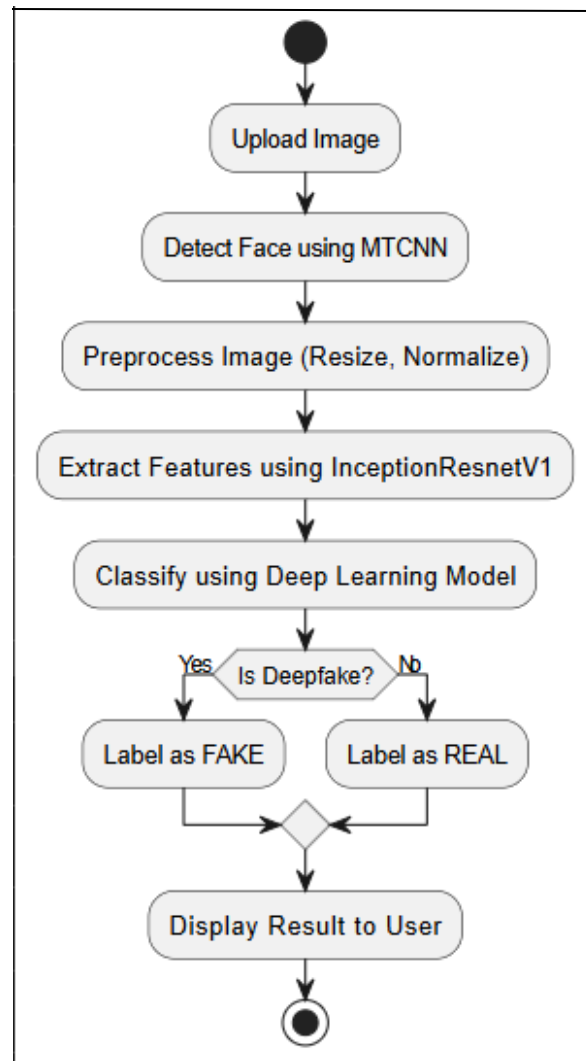 Upload Image
Detect Face using MTCNN
Preprocess Image (Resize, Normalize)
Extract Features using InceptionResnetV1
Classify using Deep Learning Model
Yes
Is Deepfake?
No
Label as FAKE
Label as REAL
Display Result to User